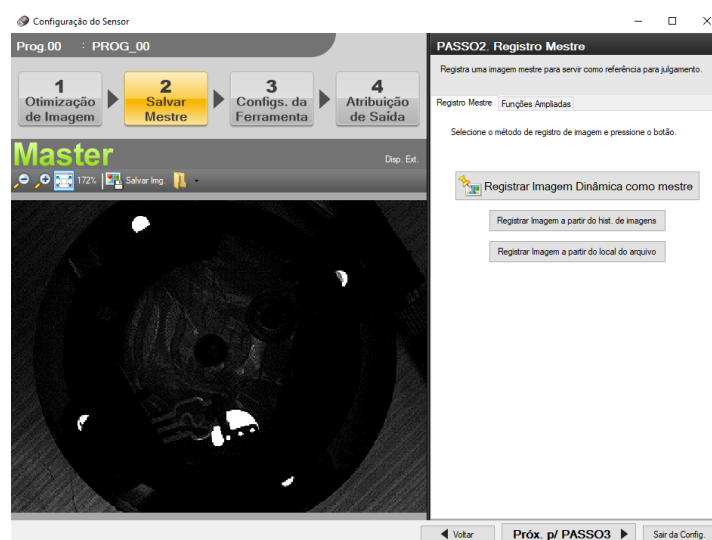 Configuração do Sensor
Prog.00 : PROG_00
1
Otimização
de Imagem
2
Salvar
Mestre
3
Configs. da
Ferramenta
4
Atribuição
de Saída
Master
Disp. Ext.
172%
Salvar Img.
PASSO2. Registro Mestre
Registra uma imagem mestre para servir como referência para julgamento.
Registro Mestre
Funções Ampliadas
Selecione o método de registro de imagem e pressione o botão.
Registrar Imagem Dinâmica como mestre
Registrar Imagem a partir do hist. de imagens
Registrar Imagem a partir do local do arquivo
Voltar
Próx. p/ PASSO3
Sair da Config.